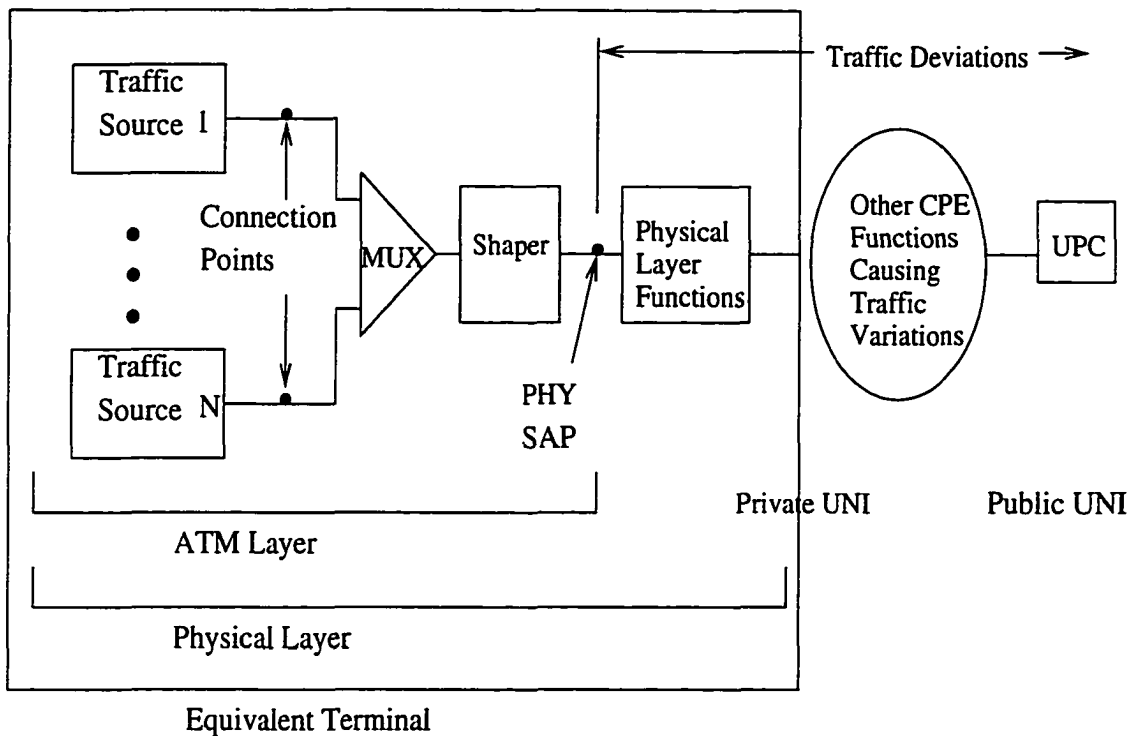 Traffic Deviations
Traffic
Source 1
Connection
Points
MUX
Shaper
Physical
Layer
Functions
Other CPE
Functions
Causing
Traffic
Variations
UPC
Traffic
Source N
PHY
SAP
Private UNI
Public UNI
ATM Layer
Physical Layer
Equivalent Terminal